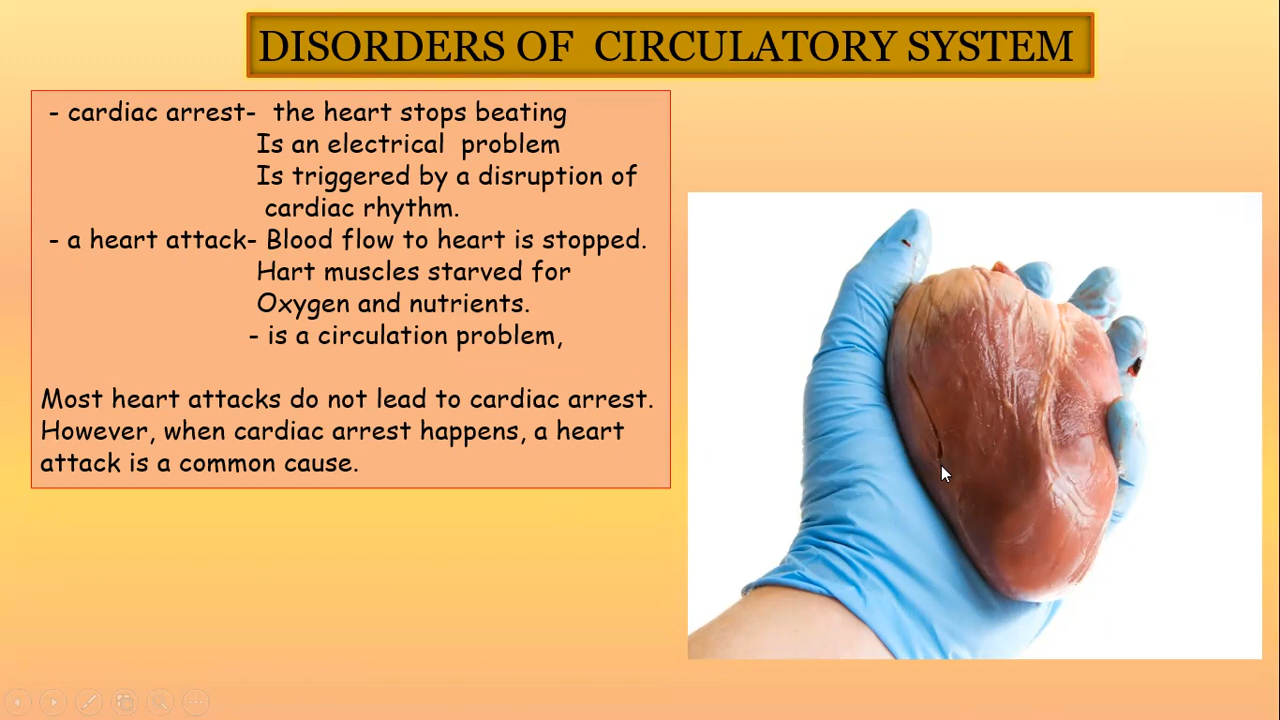 DISORDERS OF CIRCULATORY SYSTEM
- cardiac arrest- the heart stops beating
Is an electrical problem
Is triggered by a disruption of
cardiac rhythm.
- a heart attack- Blood flow to heart is stopped.
Hart muscles starved for
Oxygen and nutrients.
- is a circulation problem,
Most heart attacks do not lead to cardiac arrest.
However, when cardiac arrest happens, a heart
attack is a common cause.